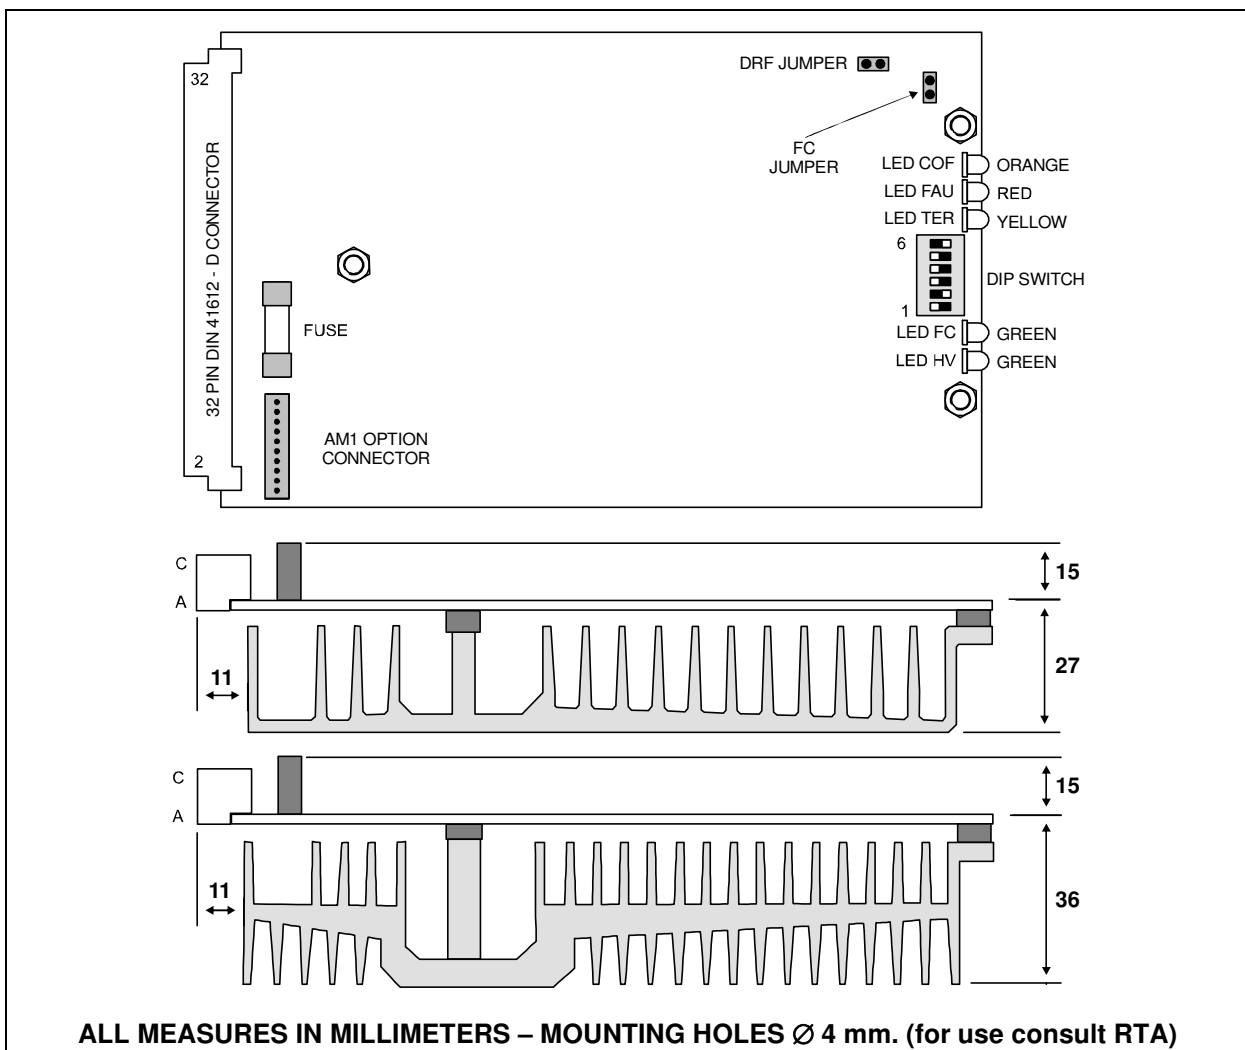 DRF JUMPER
32
FC
JUMPER
LED COF
ORANGE
LED FAU
RED
LED TER
YELLOW
32 PIN DIN 41612 - D CONNECTOR
6
DIP SWITCH
1
FUSE
LED FC
GREEN
LED HV
GREEN
AM1 OPTION
CONNECTOR
2
C
A
15
11
27
C
A
15
11
36
ALL MEASURES IN MILLIMETERS – MOUNTING HOLES ∅ 4 mm. (for use consult RTA)